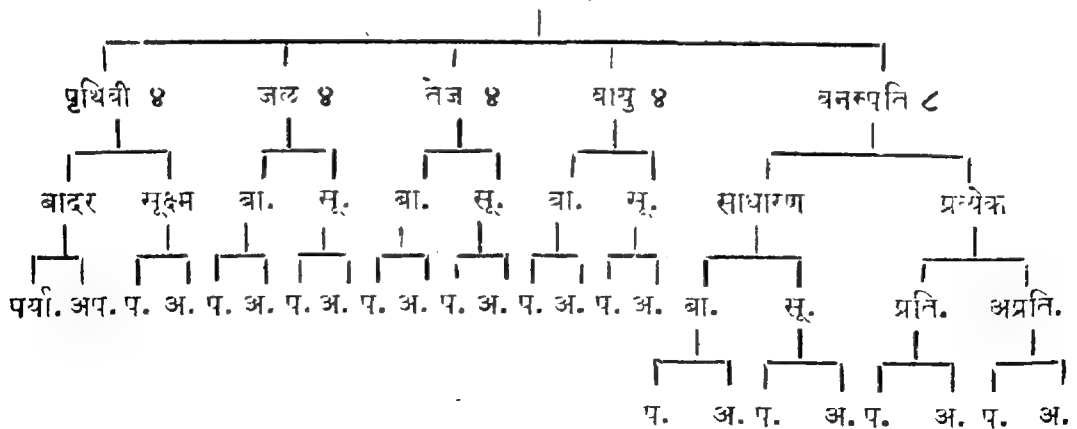 पृथिवी ४ जल ४ तेज ४ वायु ४ वनस्पति ८
बादर सूक्ष्म बा. सू. बा. सू. बा. सू. साधारण प्रत्येक
पर्या. अप. प. अ. प. अ. प. अ. प. अ. प. अ. प. अ. प. अ. बा. सू. प्रति. अप्रति.
प. अ. प. अ. प. अ. प. अ.